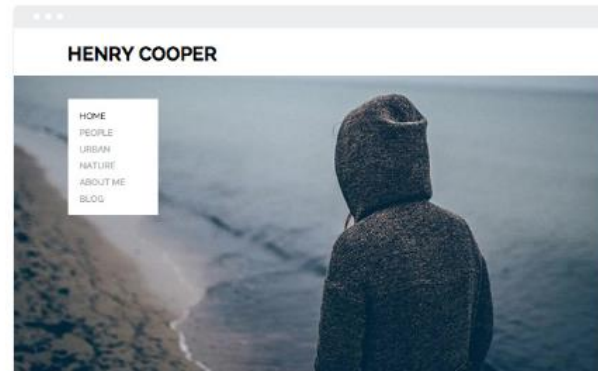 HENRY COOPER
HOME
PEOPLE
URBAN
NATURE
ABOUT ME
BLOG